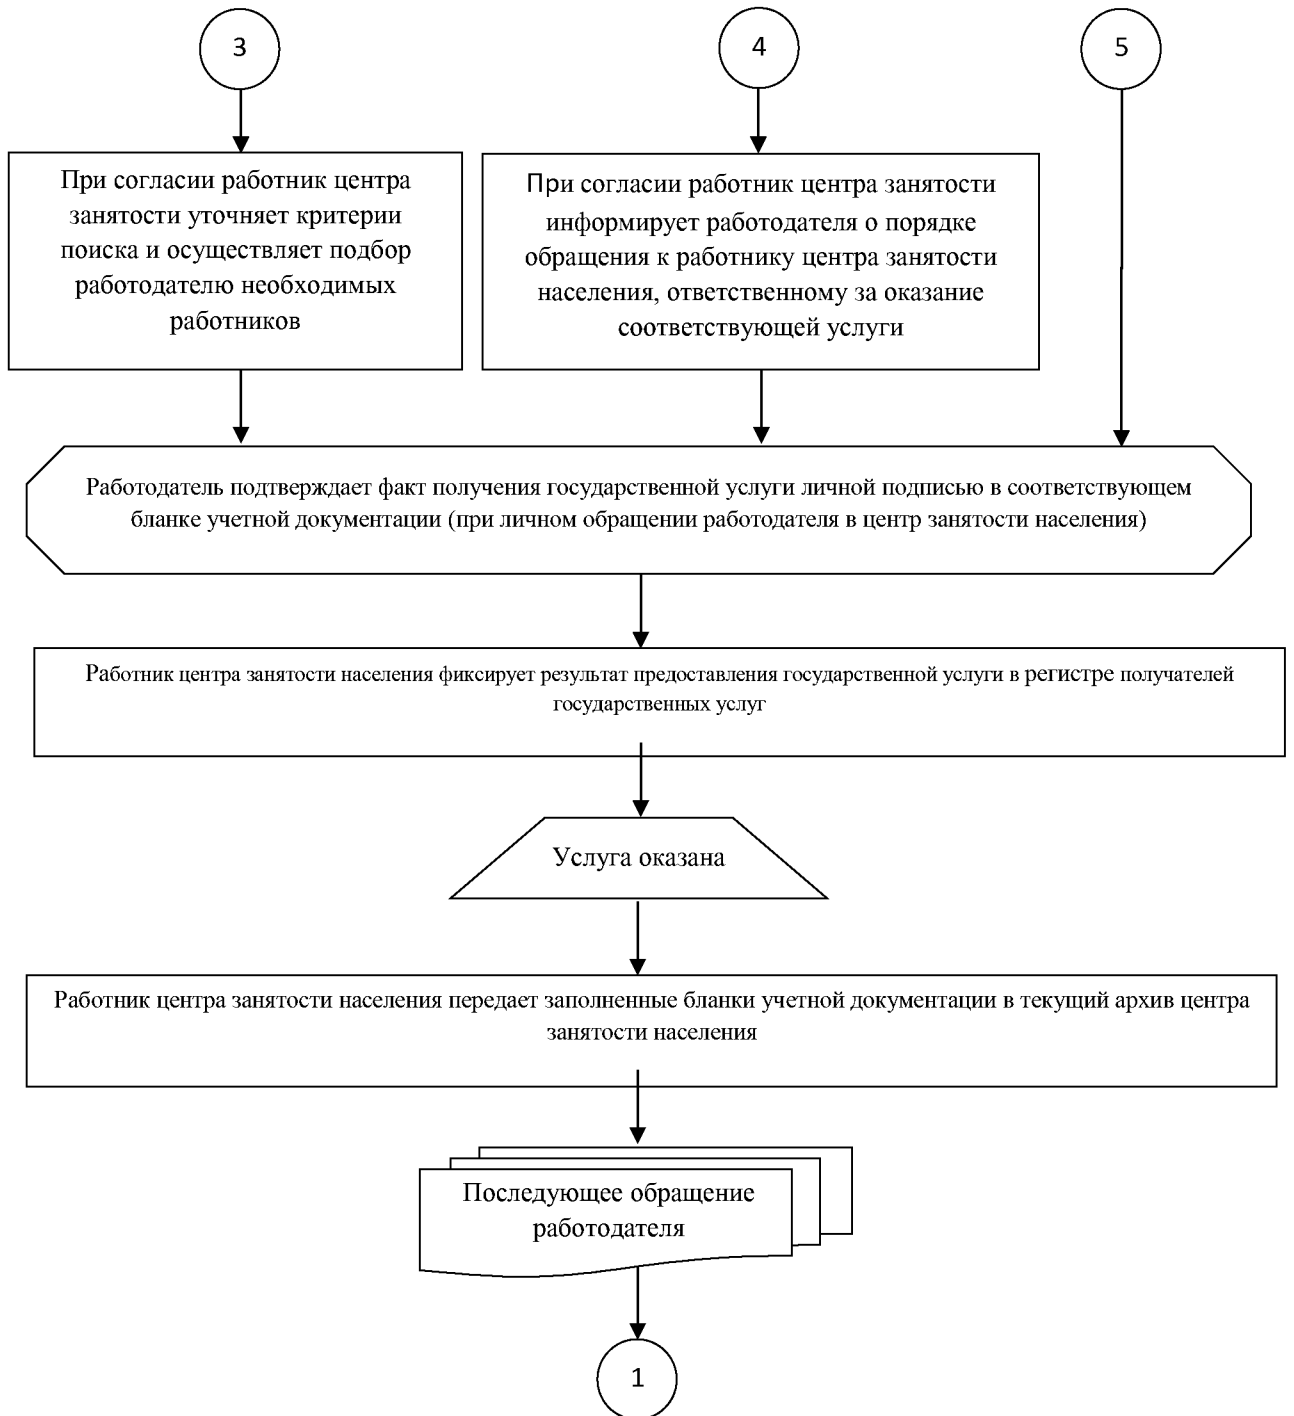 3
4
5
При согласии работник центра
занятости уточняет критерии
поиска и осуществляет подбор
работодателю необходимых
работников
При согласии работник центра занятости
информирует работодателя о порядке
обращения к работнику центра занятости
населения, ответственному за оказание
соответствующей услуги
Работодатель подтверждает факт получения государственной услуги личной подписью в соответствующем
бланке учетной документации (при личном обращении работодателя в центр занятости населения)
Работник центра занятости населения фиксирует результат предоставления государственной услуги в регистре получателей
государственных услуг
Услуга оказана
Работник центра занятости населения передает заполненные бланки учетной документации в текущий архив центра
занятости населения
Последующее обращение
работодателя
1